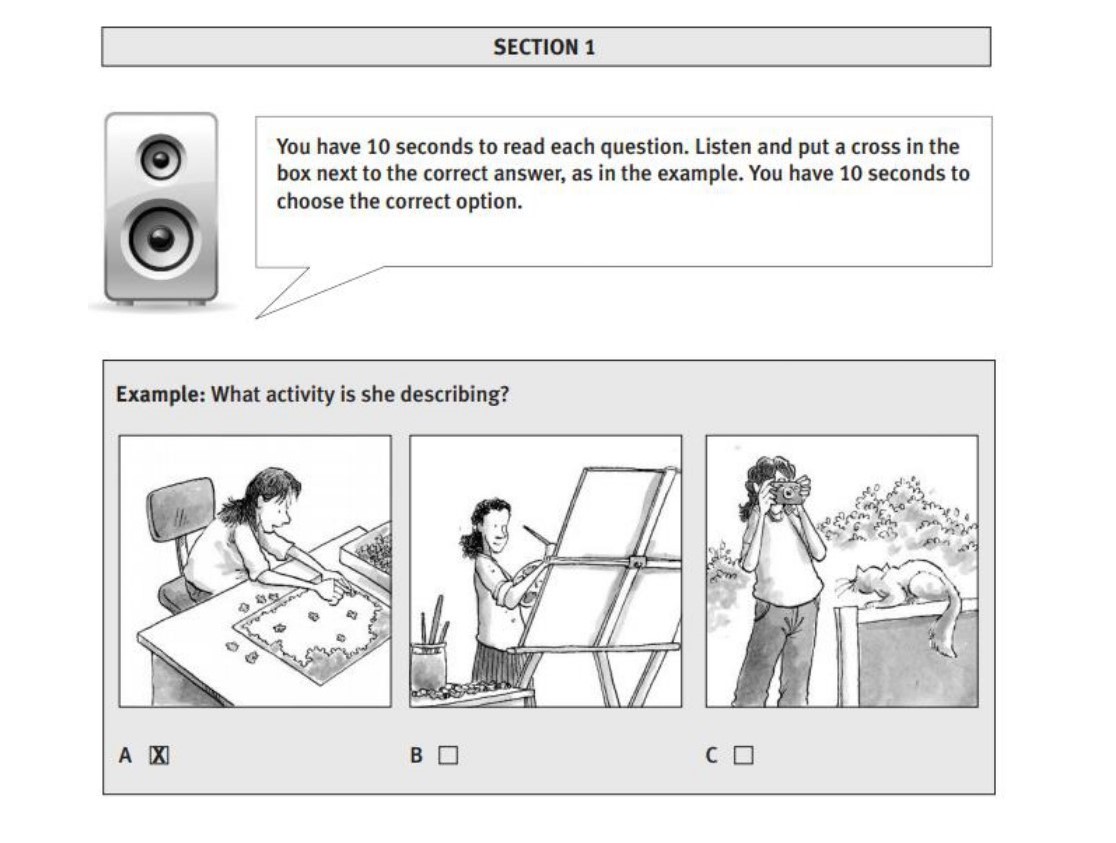 SECTION 1
You have 10 seconds to read each question. Listen and put a cross in the
box next to the correct answer, as in the example. You have 10 seconds to
choose the correct option.
Example: What activity is she describing?
A X
B
C